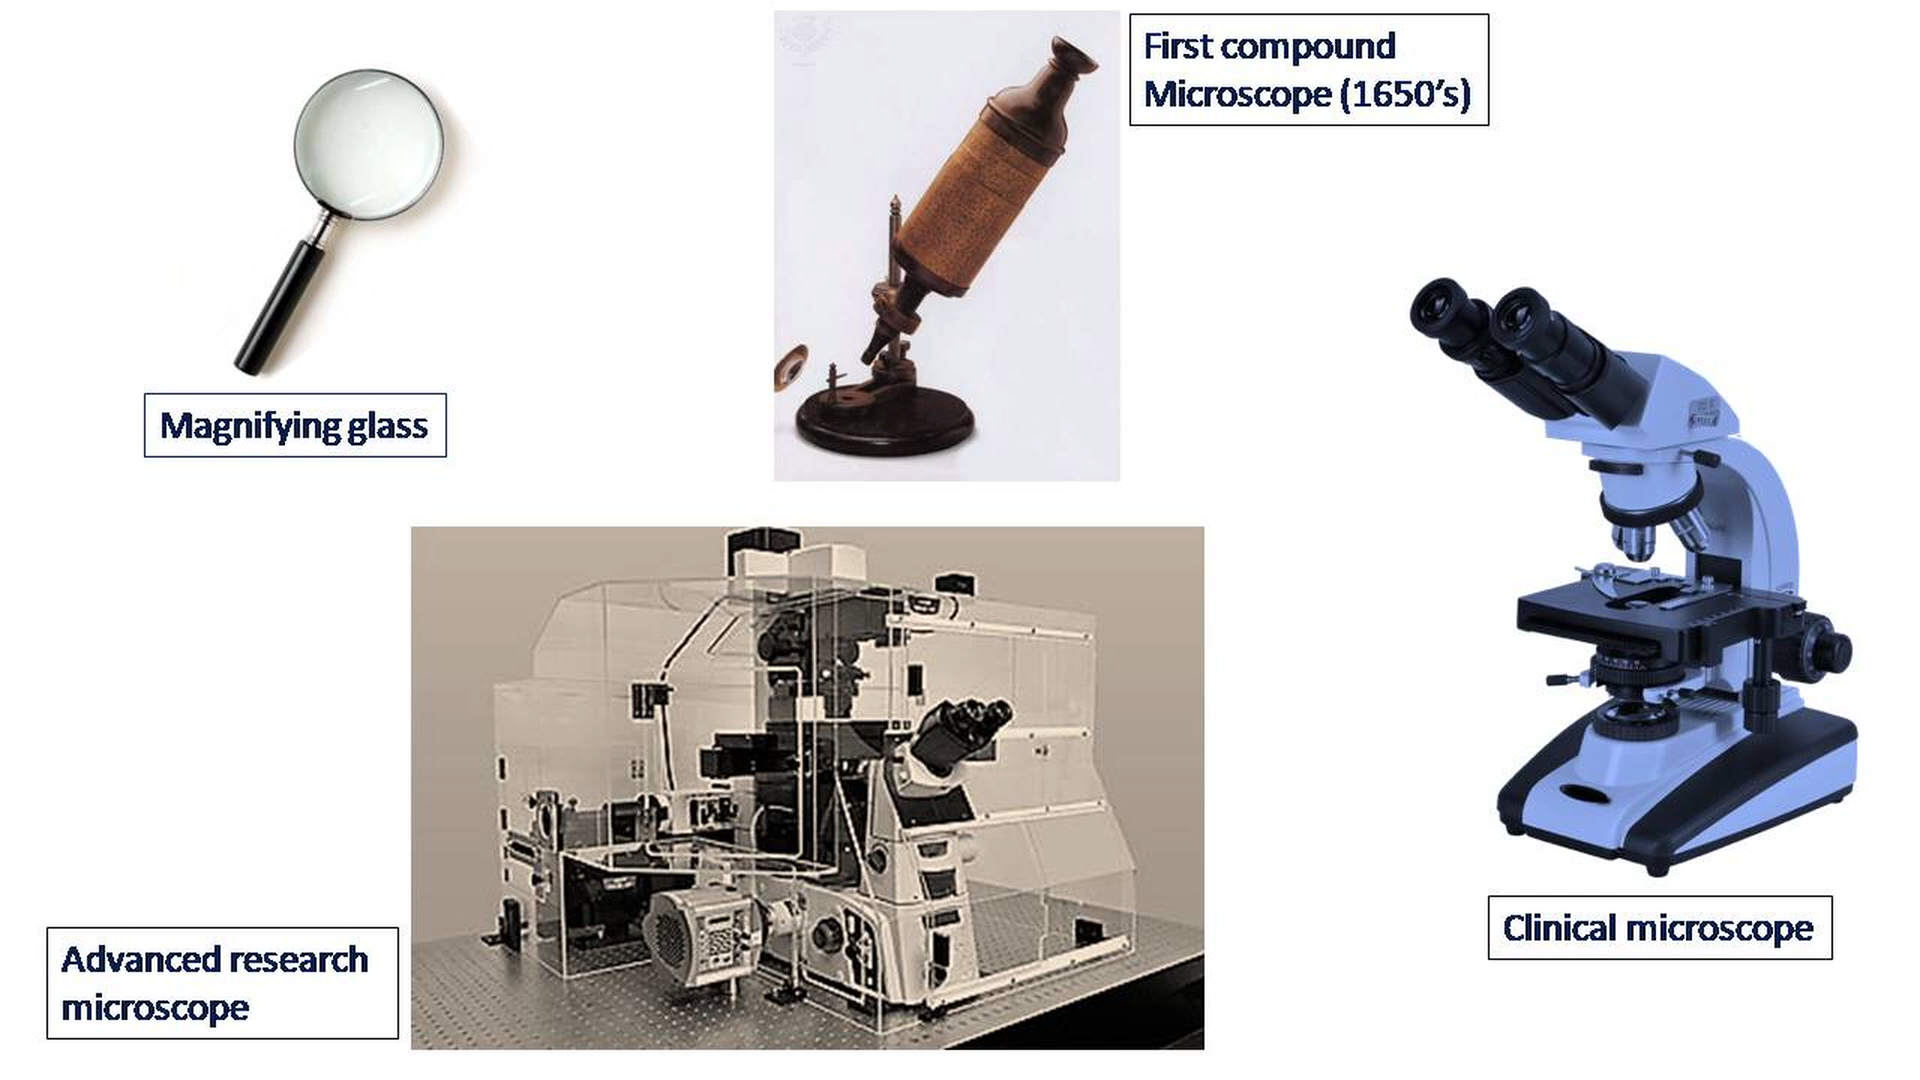 First compound
Microscope (1650's)
Magnifying glass
Advanced research
microscope
Clinical microscope